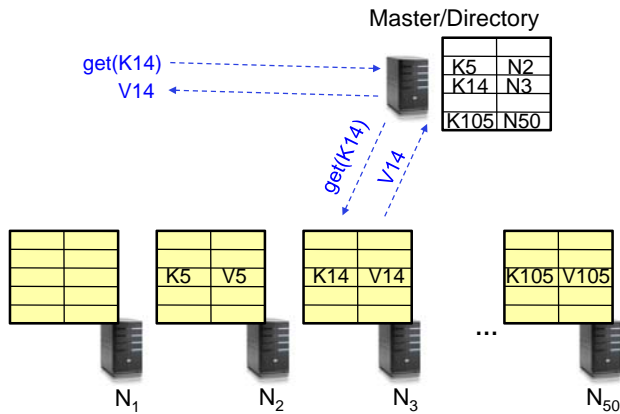 Master/Directory
get(K14)
V14
K5 N2
K14 N3
K105 N50
get(K14)
V14
K5 V5
K14 V14
K105 V105
...
N1
N2
N3
N50